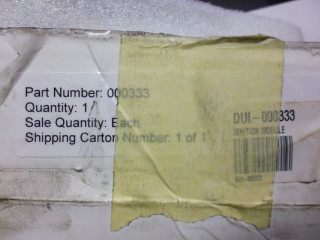 Part Number: 000333
Quantity: 1
Sale Quantity: Each
Shipping Carton Number: 1 of 1
DUI-000333
IGNITION MODULE